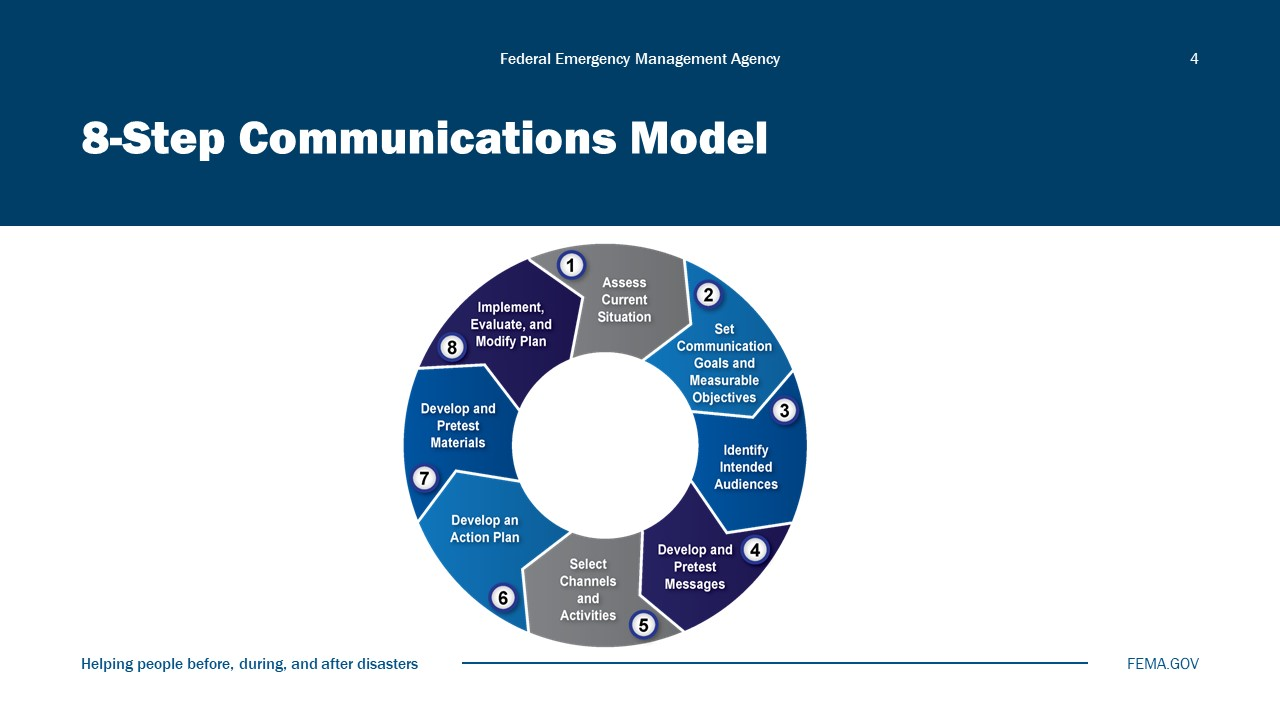 Federal Emergency Management Agency
4
8-Step Communications Model
1
Assess
Current
Situation
2
Set
Communication
Goals and
Measurable
Objectives
3
Identify
Intended
Audiences
4
Develop and
Pretest
Messages
5
Select
Channels
and
Activities
6
Develop an
Action Plan
7
Develop and
Pretest
Materials
8
Implement,
Evaluate, and
Modify Plan
Helping people before, during, and after disasters
FEMA.GOV